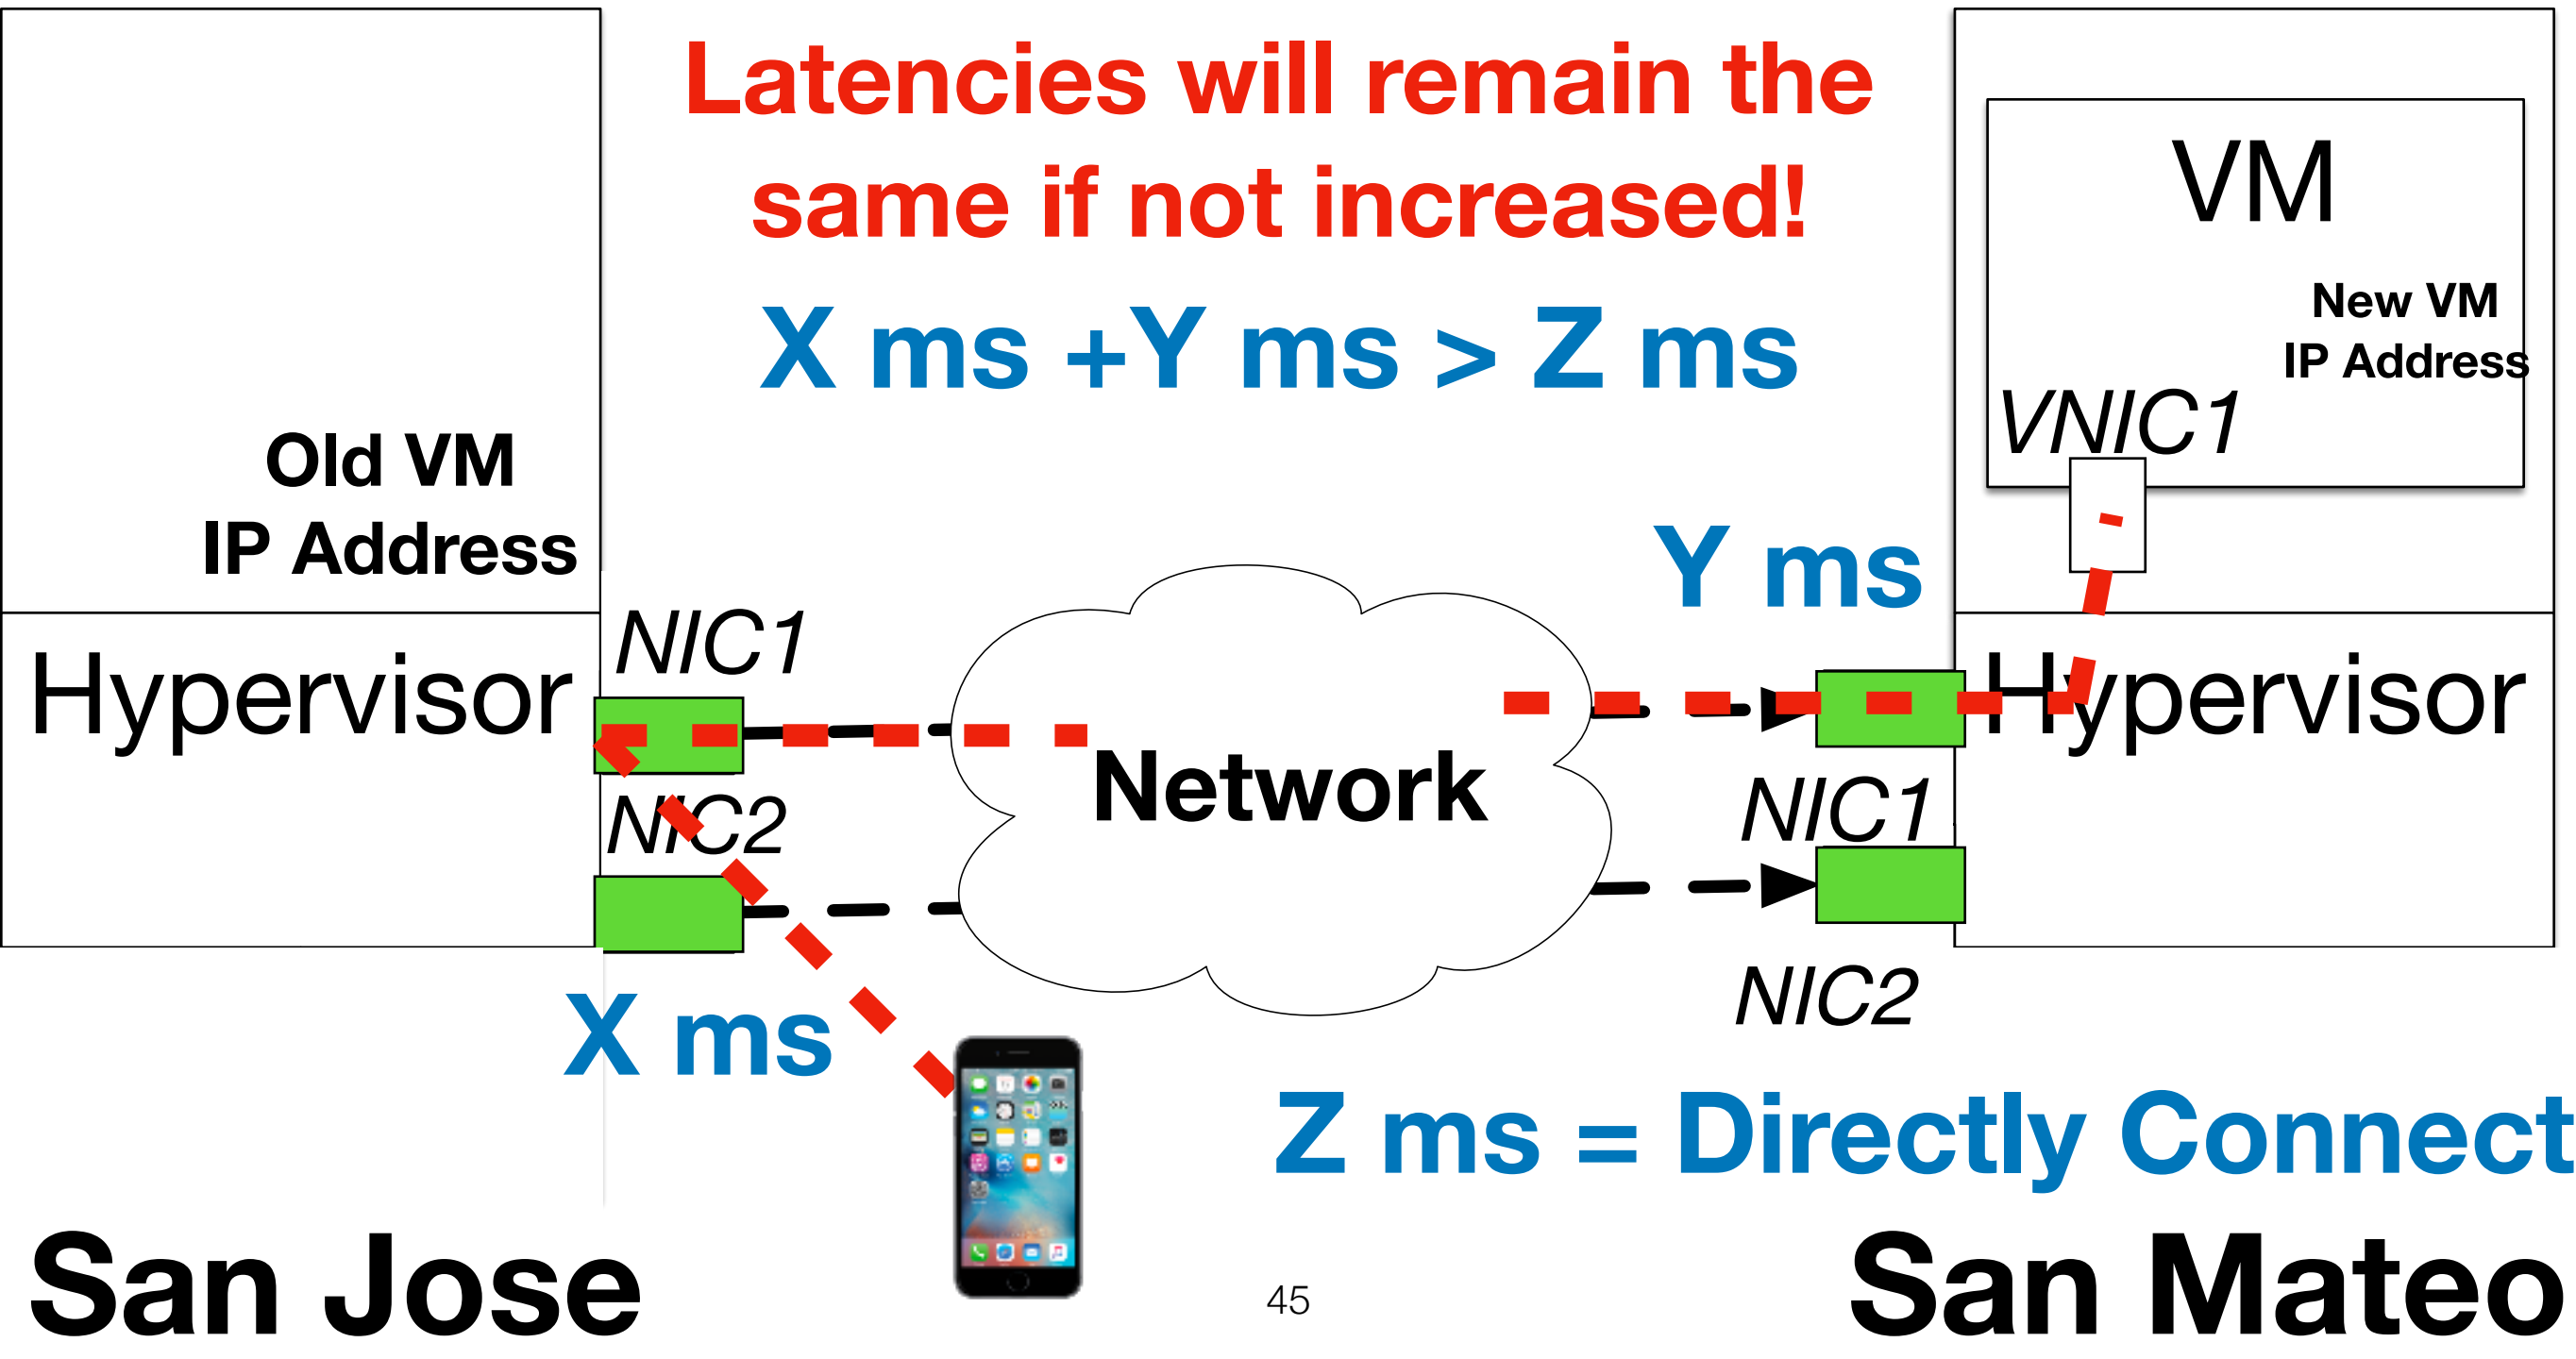 Latencies will remain the
same if not increased!
X ms +Y ms > Z ms
VM
New VM
IP Address
VNIC1
Old VM
IP Address
Y ms
Hypervisor
NIC1
NIC2
Network
Hypervisor
NIC1
NIC2
X ms
Z ms = Directly Connect
San Jose
45
San Mateo